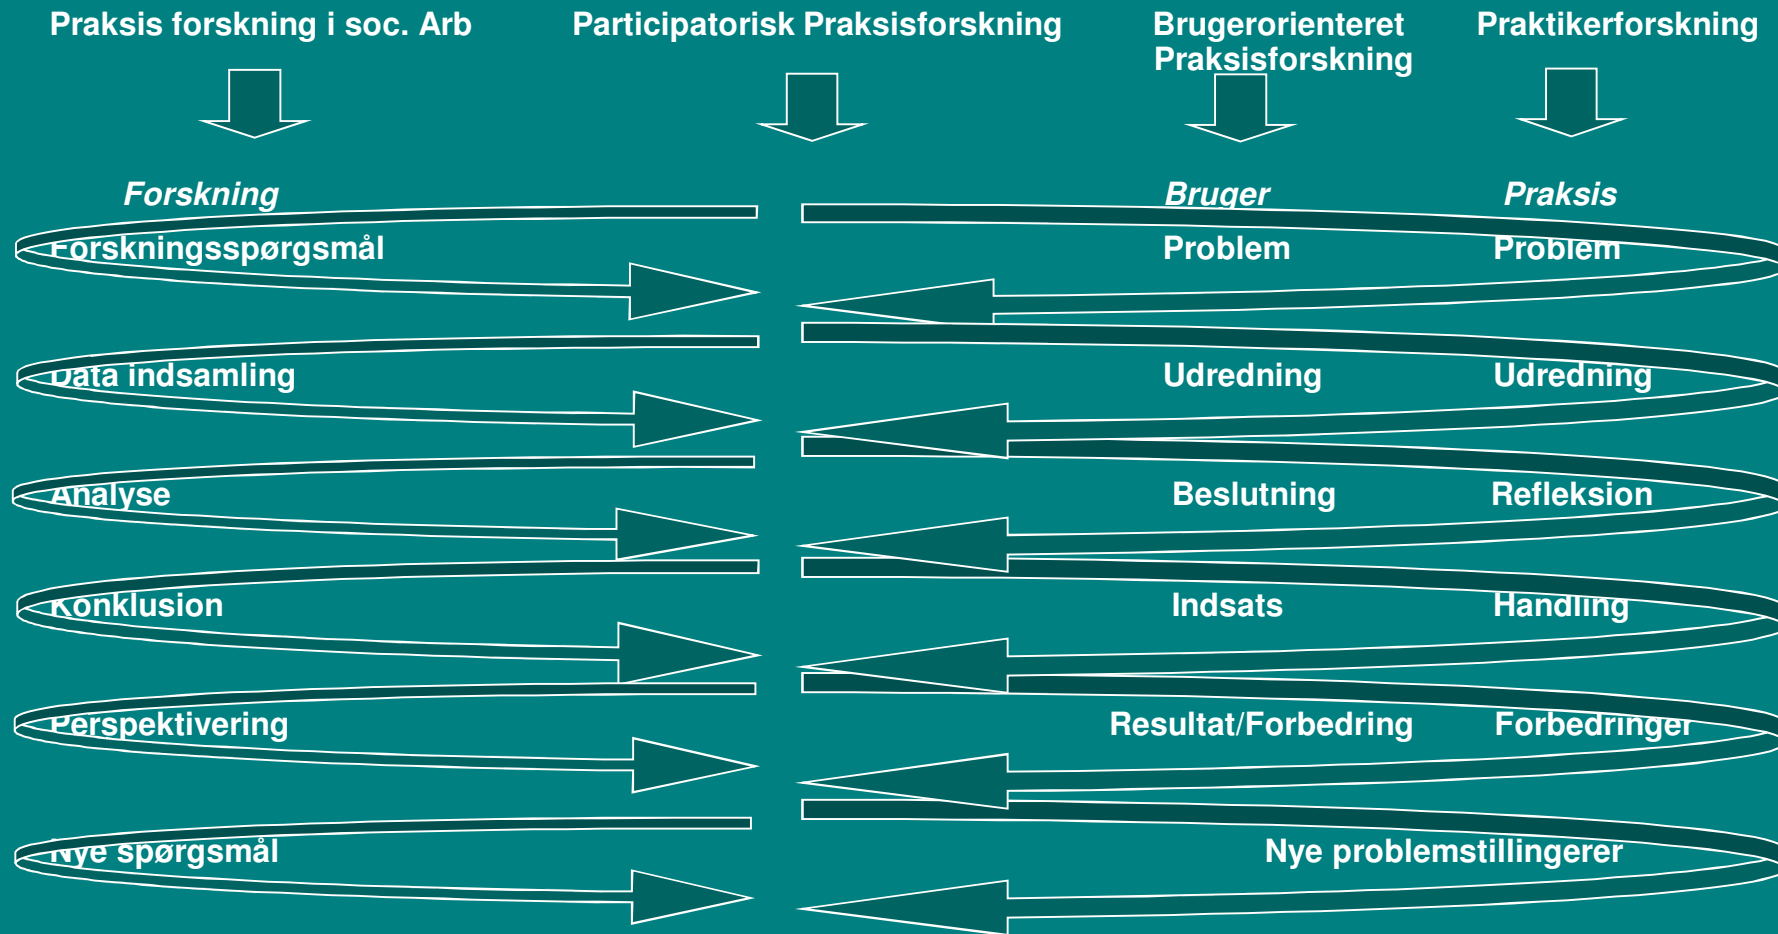 Praksis forskning i soc. Arb
Participatorisk Praksisforskning
Brugerorienteret
Praksisforskning
Praktikerforskning
Forskning
Bruger
Praksis
Forskningsspørgsmål
Problem
Problem
Data indsamling
Udredning
Udredning
Analyse
Beslutning
Refleksion
Konklusion
Indsats
Handling
Perspektivering
Resultat/Forbedring
Forbedringer
Nye spørgsmål
Nye problemstillingerer